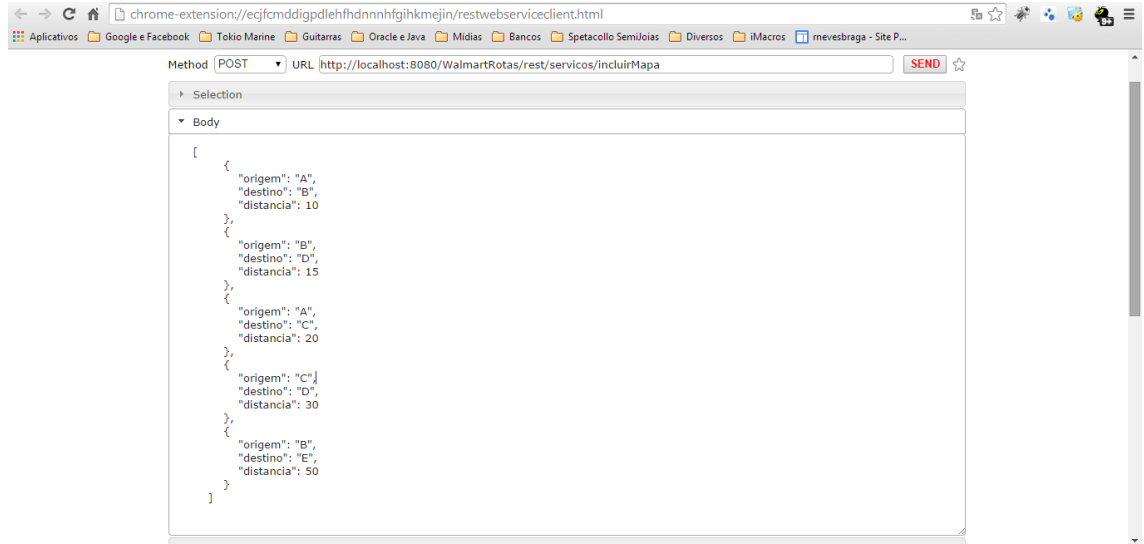 chrome-extension://ecjfcmddigpdlehfhdnnnhfgihkmejin/restwebserviceclient.html
Aplicativos Google e Facebook Tokio Marine Guitarras Oracle e Java Mídias Bancos Spetacollo SemiJoias Diversos iMacros rnevesbraga - Site P...
Method POST URL http://localhost:8080/WalmartRotas/rest/servicos/incluirMapa SEND
Selection
Body
[
{
"origem": "A",
"destino": "B",
"distancia": 10
},
{
"origem": "B",
"destino": "D",
"distancia": 15
},
{
"origem": "A",
"destino": "C",
"distancia": 20
},
{
"origem": "C",
"destino": "D",
"distancia": 30
},
{
"origem": "B",
"destino": "E",
"distancia": 50
}
]